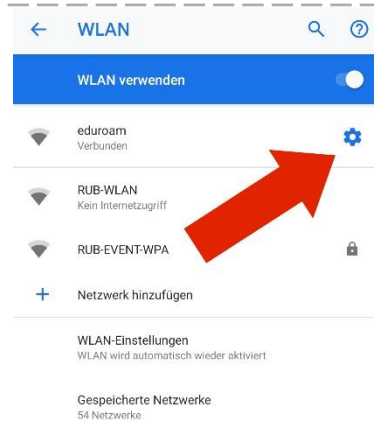 WLAN
WLAN verwenden
eduroam
Verbunden
RUB-WLAN
Kein Internetzugriff
RUB-EVENT-WPA
Netzwerk hinzufügen
WLAN-Einstellungen
WLAN wird automatisch wieder aktiviert
Gespeicherte Netzwerke
54 Netzwerke